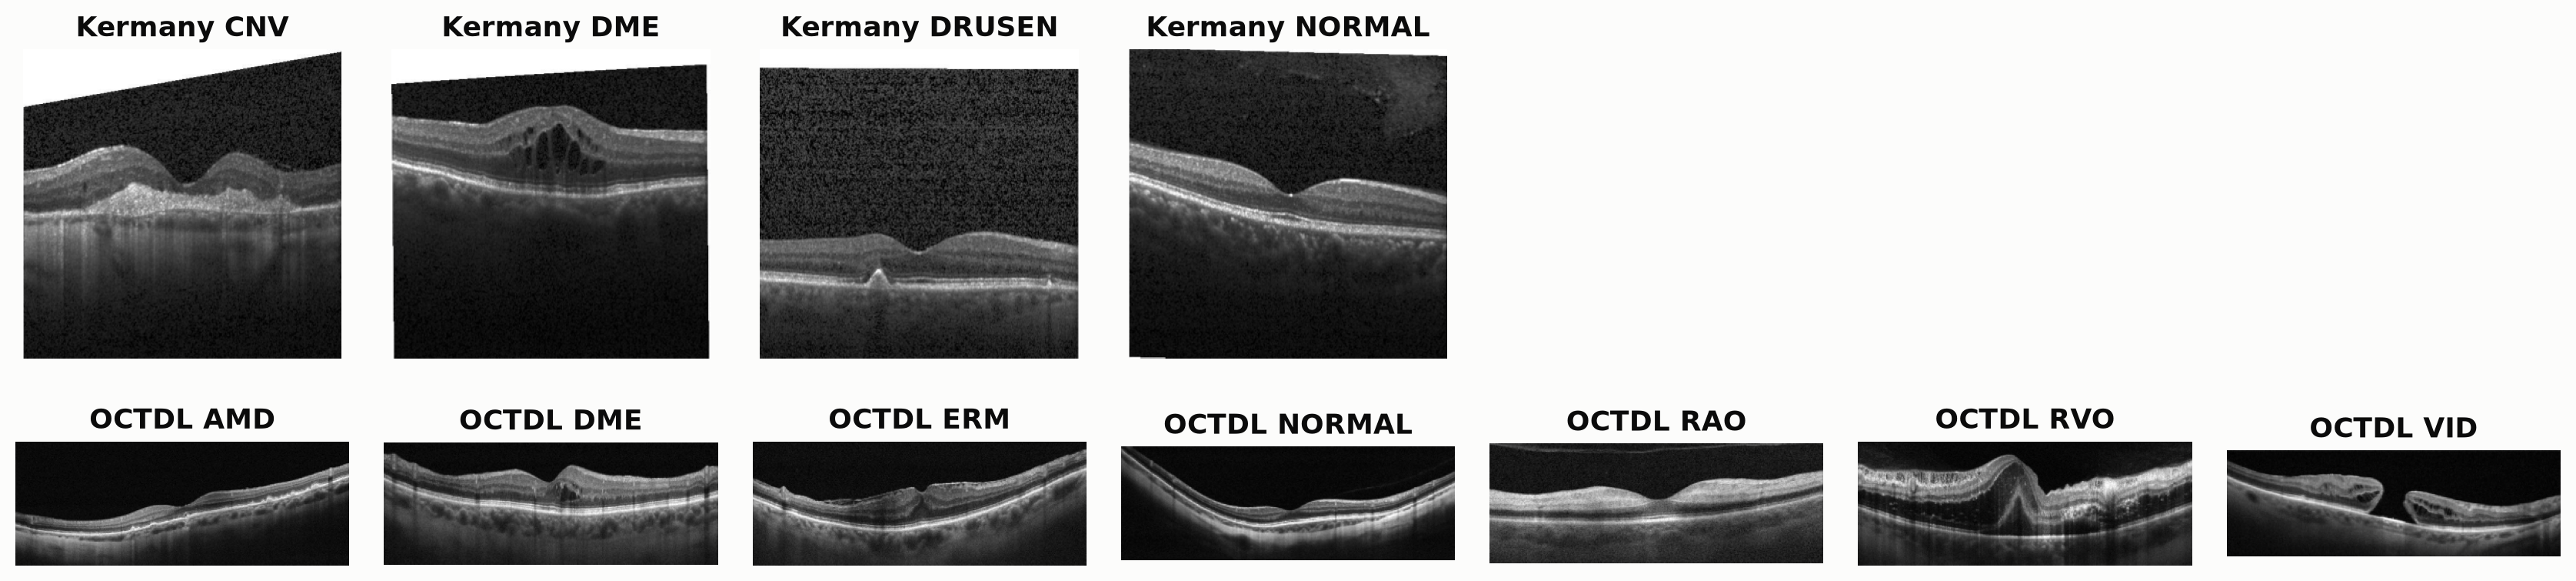 Kermany CNV
Kermany DME
Kermany DRUSEN
Kermany NORMAL
OCTDL AMD
OCTDL DME
OCTDL ERM
OCTDL NORMAL
OCTDL RAO
OCTDL RVO
OCTDL VID